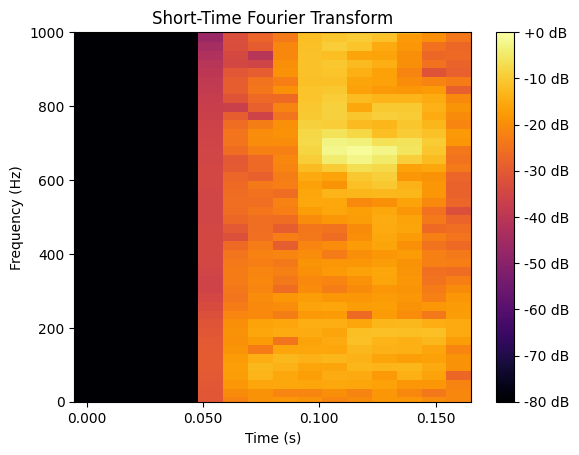 Short-Time Fourier Transform
1000
800
600
400
200
0
Frequency (Hz)
0.000
0.050
0.100
0.150
Time (s)
+0 dB
-10 dB
-20 dB
-30 dB
-40 dB
-50 dB
-60 dB
-70 dB
-80 dB